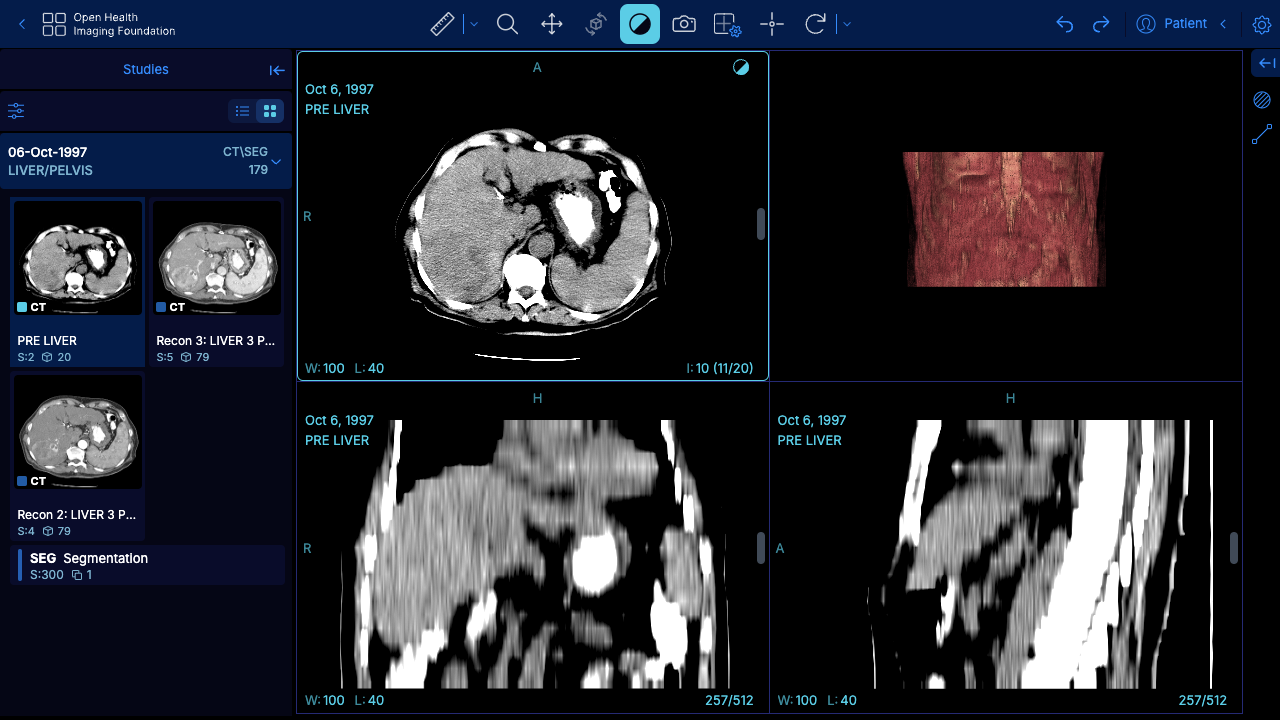 Open Health
Imaging Foundation
Patient
Studies
06-Oct-1997
CT\SEG
LIVER/PELVIS
179
CT
PRE LIVER
S:2 20
CT
Recon 3: LIVER 3 P...
S:5 79
CT
Recon 2: LIVER 3 P...
S:4 79
SEG Segmentation
S:300 1
A
Oct 6, 1997
PRE LIVER
R
W: 100 L: 40
I: 10 (11/20)
H
Oct 6, 1997
PRE LIVER
R
W: 100 L: 40
257/512
H
Oct 6, 1997
PRE LIVER
A
W: 100 L: 40
257/512